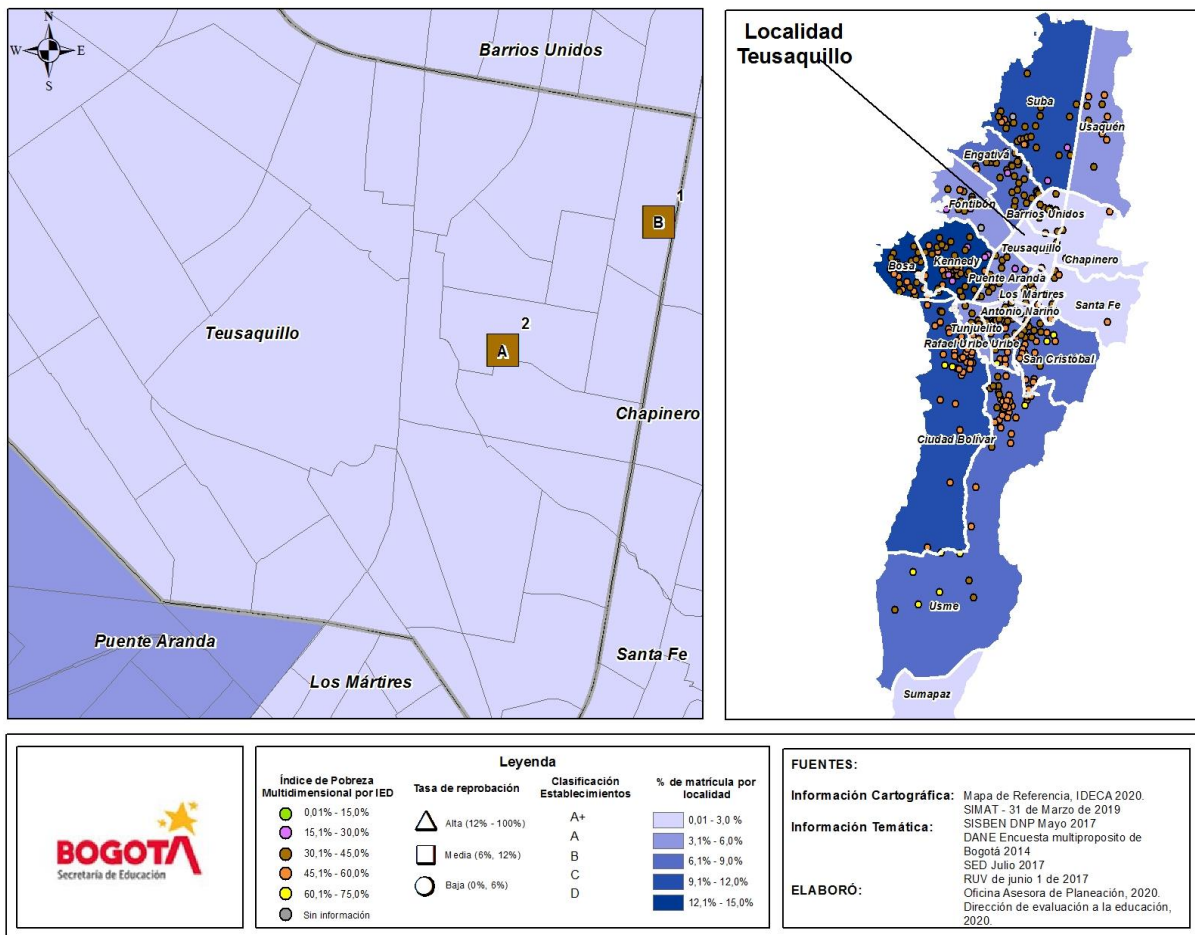 N
W E
S
Barrios Unidos
1
B
2
A
Teusaquillo
Chapinero
Puente Aranda
Los Mártires
Santa Fe
Localidad
Teusaquillo
Suba
Usaquén
Engativá
Fontibón
Barrios Unidos
Teusaquillo
Chapinero
Bosa
Kennedy
Puente Aranda
Los Mártires
Santa Fe
Antonio Nariño
Tunjuelito
Rafael Uribe Uribe
San Cristóbal
Ciudad Bolívar
Usme
Sumapaz
BOGOTÁ
Secretaría de Educación
Leyenda
Índice de Pobreza
Multidimensional por IED
0,01% - 15,0%
15,1% - 30,0%
30,1% - 45,0%
45,1% - 60,0%
60,1% - 75,0%
Sin información
Tasa de reprobación
Alta (12% - 100%)
Media (6%, 12%)
Baja (0%, 6%)
Clasificación
Establecimientos
A+
A
B
C
D
% de matrícula por
localidad
0,01 - 3,0 %
3,1% - 6,0%
6,1% - 9,0%
9,1% - 12,0%
12,1% - 15,0%
FUENTES:
Información Cartográfica: Mapa de Referencia, IDECA 2020.
SIMAT - 31 de Marzo de 2019
Información Temática: SISBEN DNP Mayo 2017
DANE Encuesta multiproposito de
Bogotá 2014
SED Julio 2017
RUV de junio 1 de 2017
ELABORÓ: Oficina Asesora de Planeación, 2020.
Dirección de evaluación a la educación,
2020.